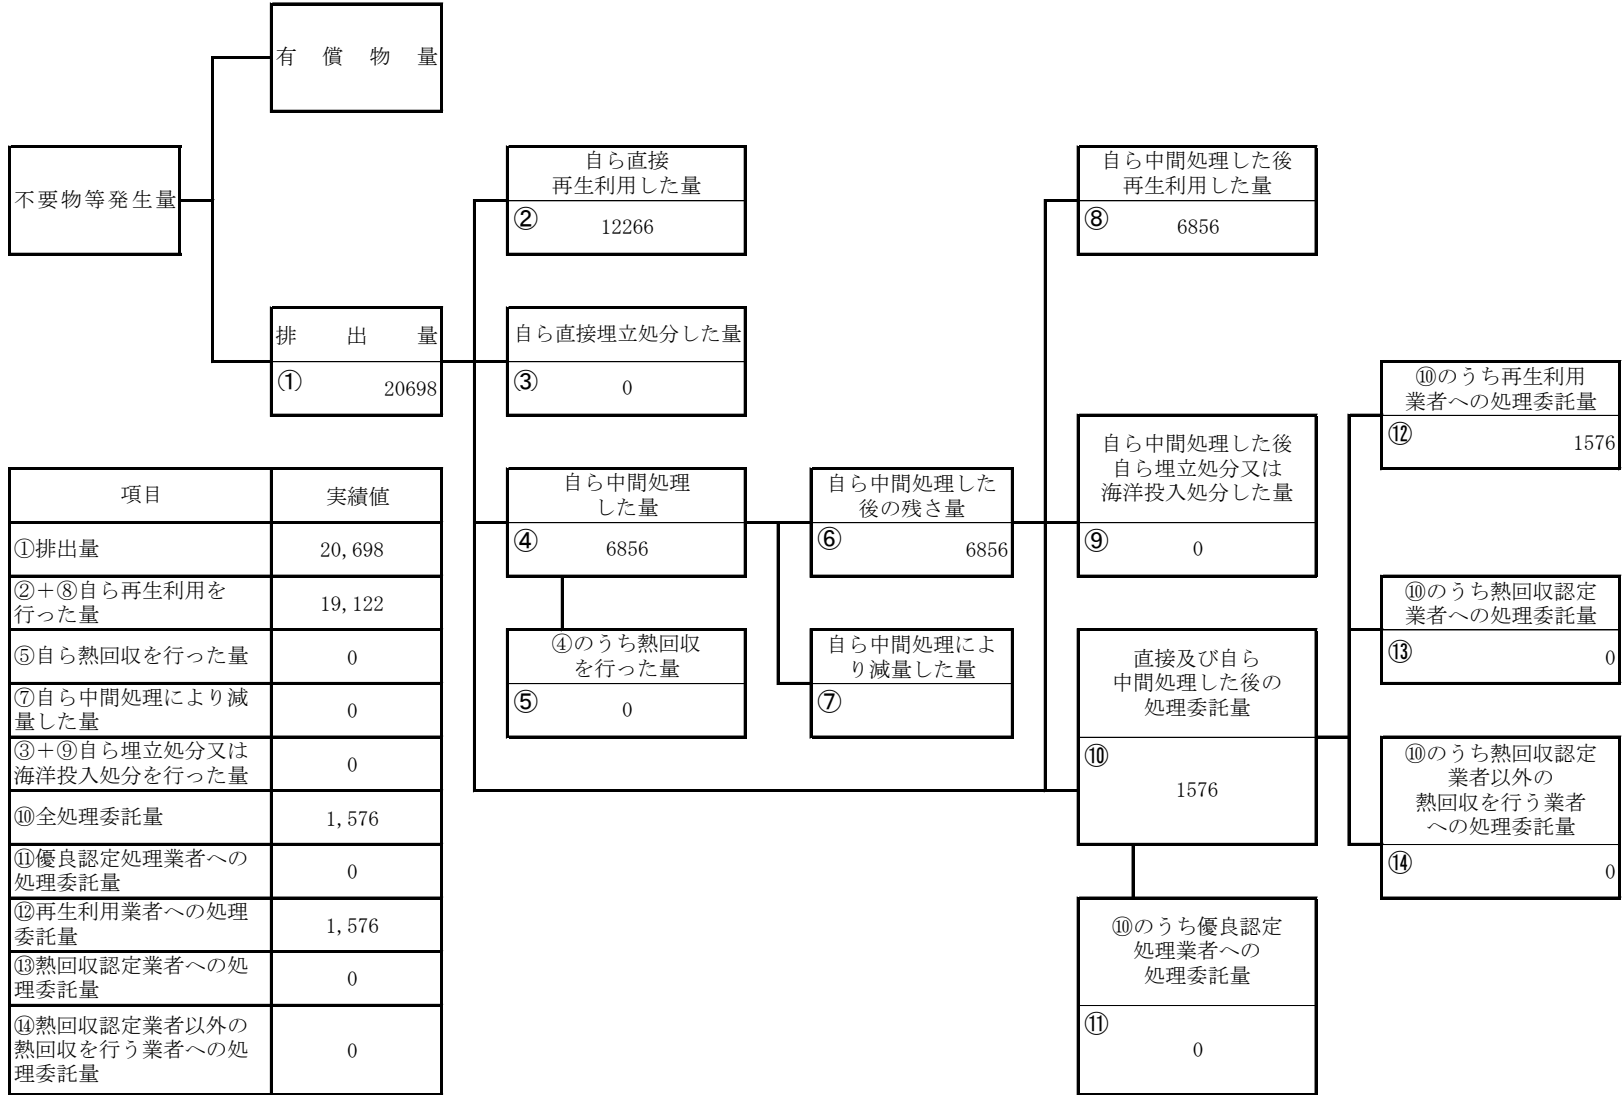 有償物量
不要物等発生量
排出量
①
20698
自ら直接
再生利用した量
②
12266
自ら直接埋立処分した量
③
0
自ら中間処理
した量
④
6856
④のうち熱回収
を行った量
⑤
0
自ら中間処理した
後の残さ量
⑥
6856
自ら中間処理によ
り減量した量
⑦
自ら中間処理した後
再生利用した量
⑧
6856
自ら中間処理した後
自ら埋立処分又は
海洋投入処分した量
⑨
0
直接及び自ら
中間処理した後の
処理委託量
⑩
1576
⑩のうち優良認定
処理業者への
処理委託量
⑪
0
⑩のうち再生利用
業者への処理委託量
⑫
1576
⑩のうち熱回収認定
業者への処理委託量
⑬
0
⑩のうち熱回収認定
業者以外の
熱回収を行う業者
への処理委託量
⑭
0
項目 実績値
①排出量 20,698
②+⑧自ら再生利用を
行った量 19,122
⑤自ら熱回収を行った量 0
⑦自ら中間処理により減
量した量 0
③+⑨自ら埋立処分又は
海洋投入処分を行った量 0
⑩全処理委託量 1,576
⑪優良認定処理業者への
処理委託量 0
⑫再生利用業者への処理
委託量 1,576
⑬熱回収認定業者への処
理委託量 0
⑭熱回収認定業者以外の
熱回収を行う業者への処
理委託量 0